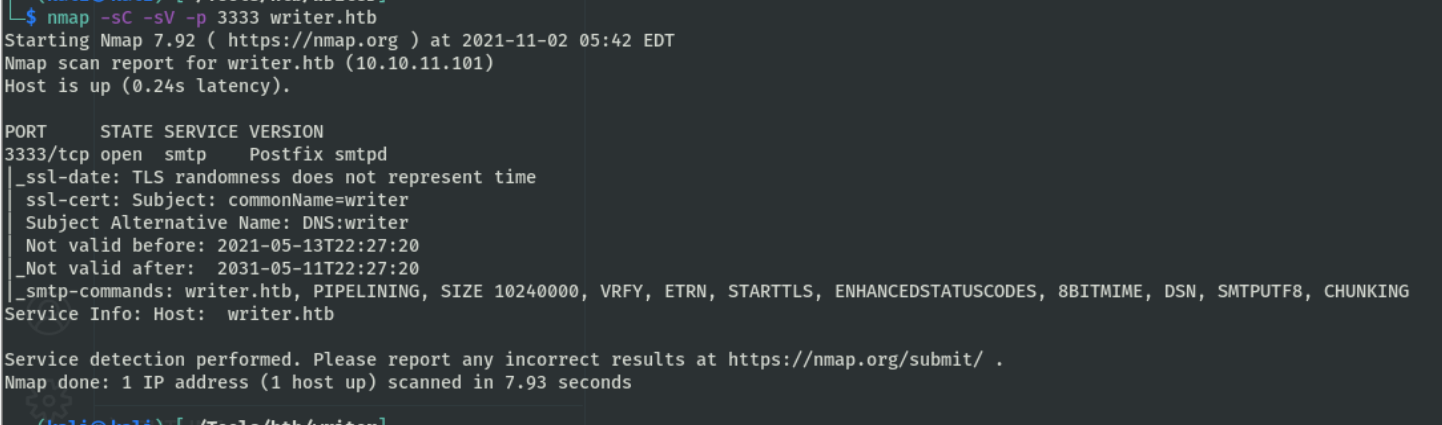 └─$ nmap -sC -sV -p 3333 writer.htb
Starting Nmap 7.92 ( https://nmap.org ) at 2021-11-02 05:42 EDT
Nmap scan report for writer.htb (10.10.11.101)
Host is up (0.24s latency).
PORT     STATE SERVICE VERSION
3333/tcp open  smtp    Postfix smtpd
|_ssl-date: TLS randomness does not represent time
| ssl-cert: Subject: commonName=writer
| Subject Alternative Name: DNS:writer
| Not valid before: 2021-05-13T22:27:20
|_Not valid after:  2031-05-11T22:27:20
|_smtp-commands: writer.htb, PIPELINING, SIZE 10240000, VRFY, ETRN, STARTTLS, ENHANCEDSTATUSCODES, 8BITMIME, DSN, SMTPUTF8, CHUNKING
Service Info: Host:  writer.htb
Service detection performed. Please report any incorrect results at https://nmap.org/submit/ .
Nmap done: 1 IP address (1 host up) scanned in 7.93 seconds